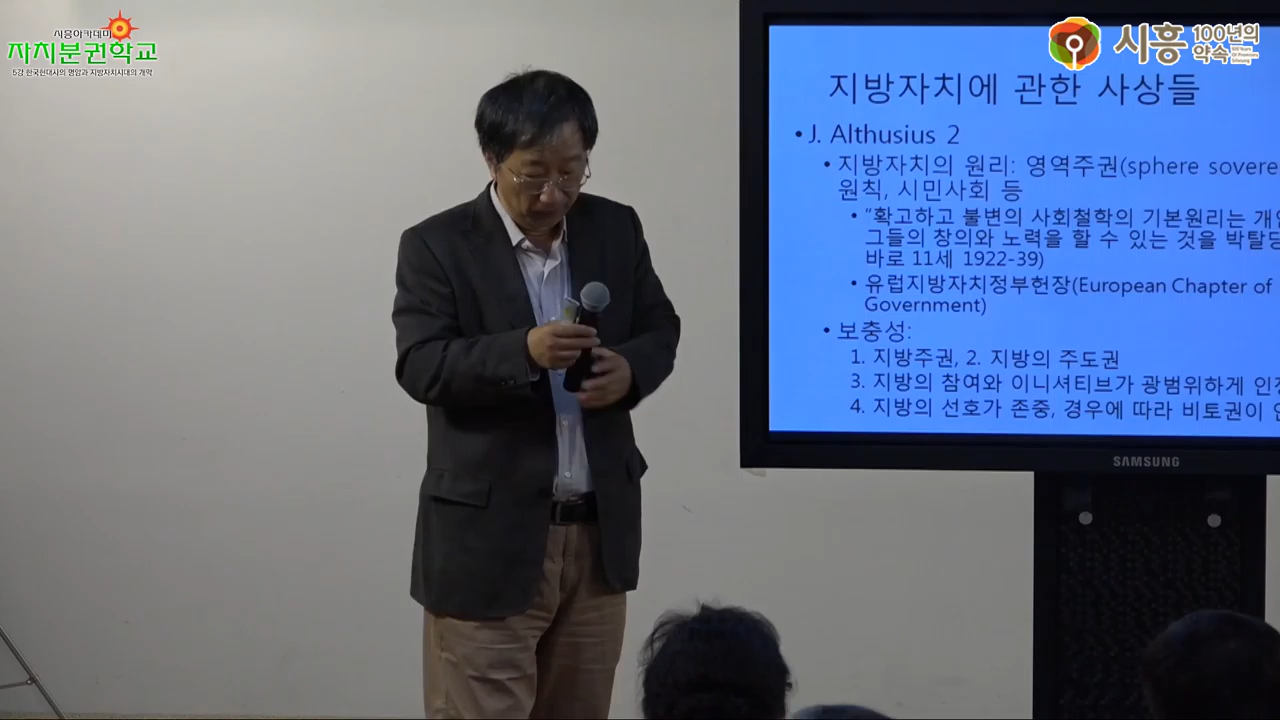 시흥아카데미
자치분권학교
5강 한국현대사의 명암과 지방자치시대의 개막
시흥 100년의 약속
지방자치에 관한 사상들
• J. Althusius 2
• 지방자치의 원리: 영역주권(sphere sovere
원칙, 시민사회 등
• “확고하고 불변의 사회철학의 기본원리는 개인
그들의 창의와 노력을 할 수 있는 것을 박탈당
바로 11세 1922-39)
• 유럽지방자치정부헌장(European Chapter of
Government)
• 보충성:
1. 지방주권, 2. 지방의 주도권
3. 지방의 참여와 이니셔티브가 광범위하게 인정
4. 지방의 선호가 존중, 경우에 따라 비토권이 인
SAMSUNG